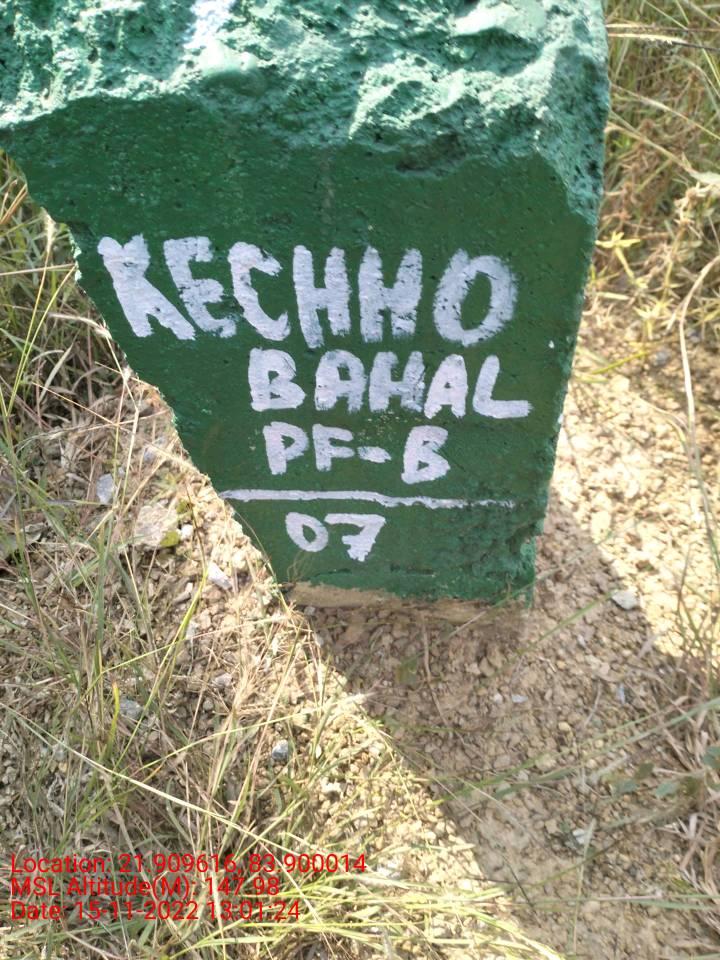 KECHHO
BAHAL
PF-B
07
Location: 21.909616, 83.900014
MSL Altitude(M): 147.98
Date: 15-11-2022 13:01:24